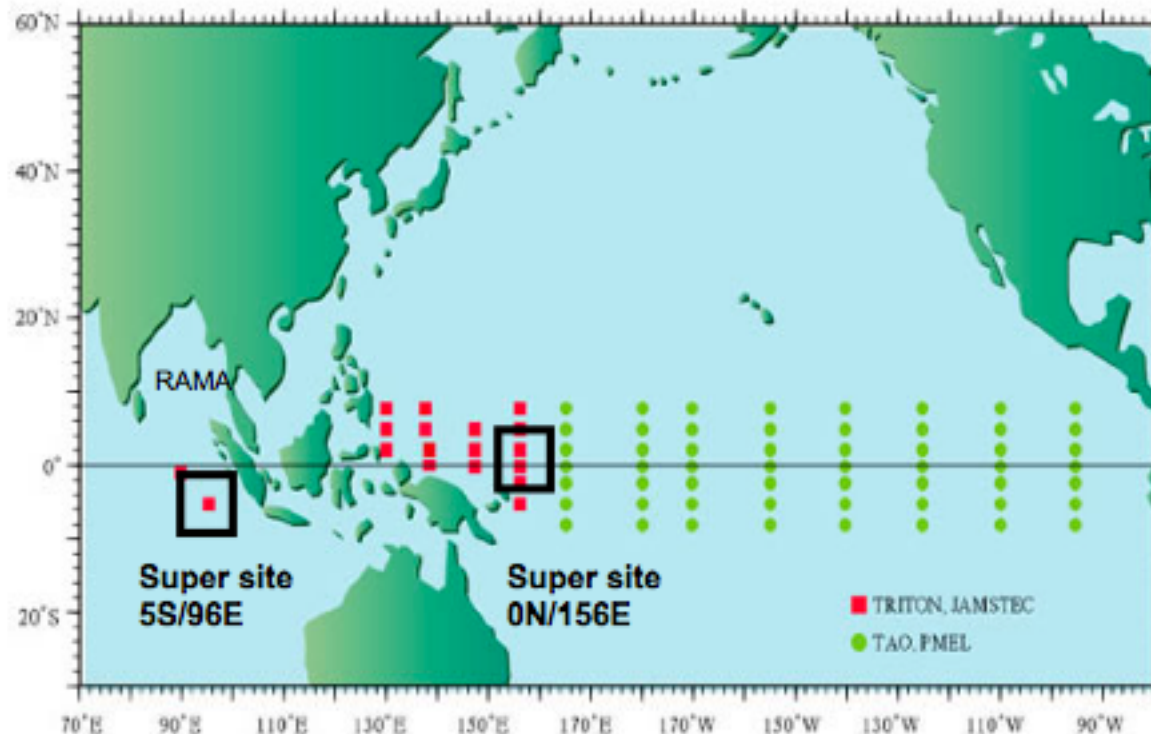 60°N
40°N
20°N
RAMA
0°
Super site
5S/96E
Super site
0N/156E
TRITON, JAMSTEC
TAO, PMEL
20°S
70°E 90°E 110°E 130°E 150°E 170°E 170°W 150°W 130°W 110°W 90°W